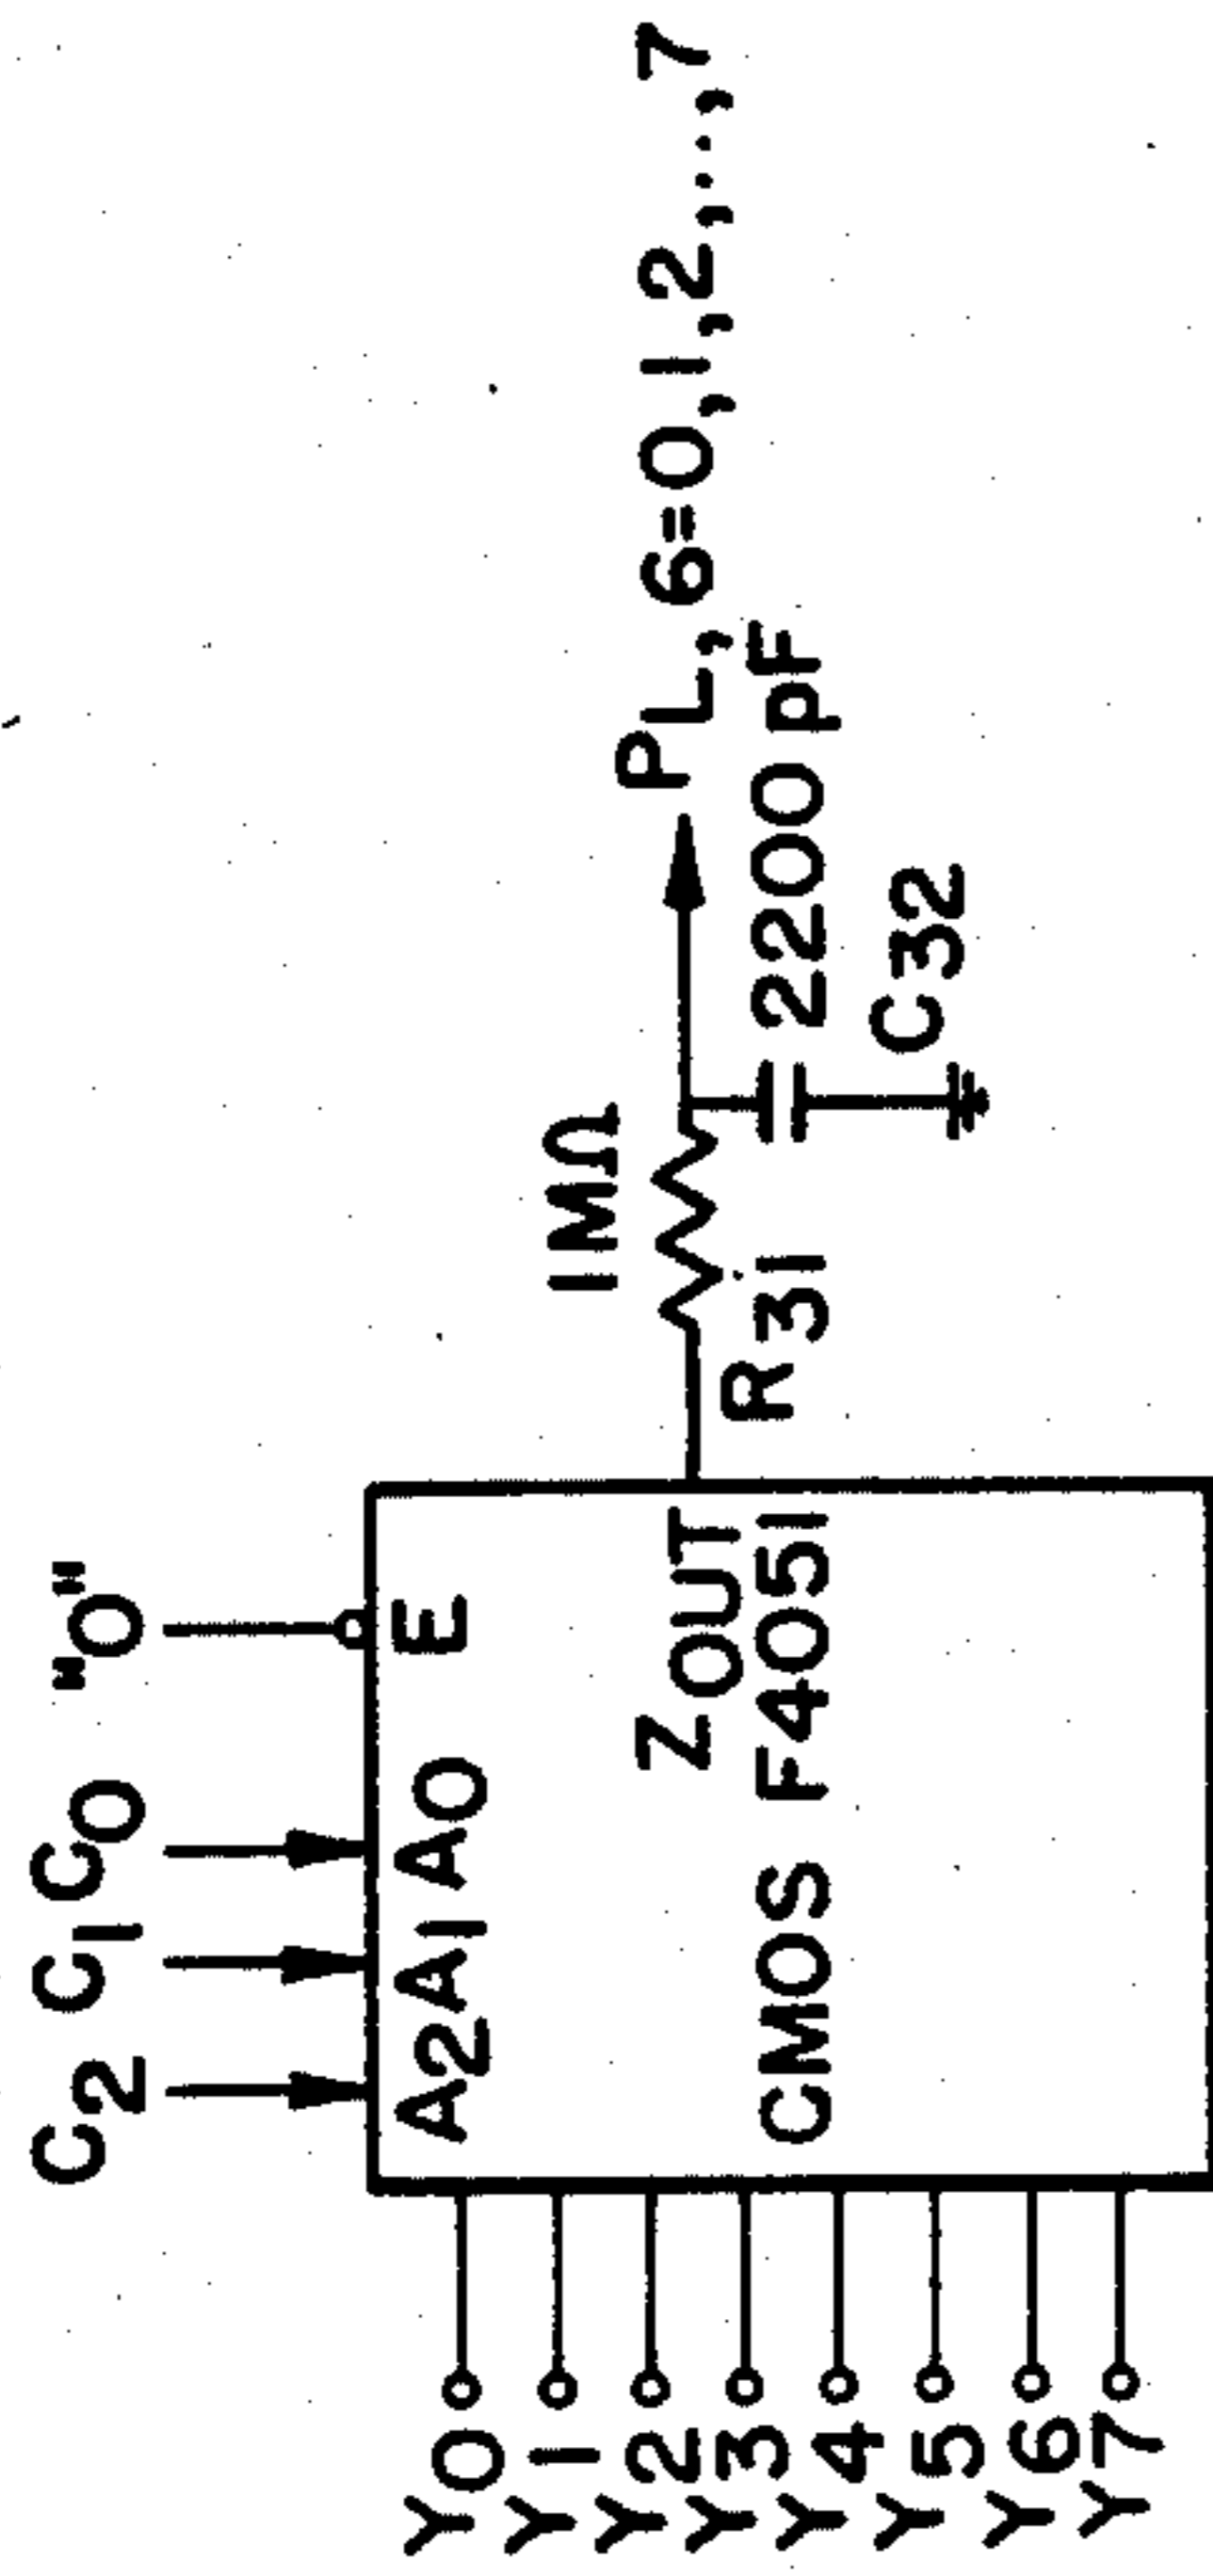 C2 C1 C0 "0"
A2 A1 A0 E
Y0
Y1
Y2
Y3
Y4
Y5
Y6
Y7
ZOUT
CMOS F4051
1MΩ
R31
PL, 6=0,1,2,..,7
2200 pF
C32